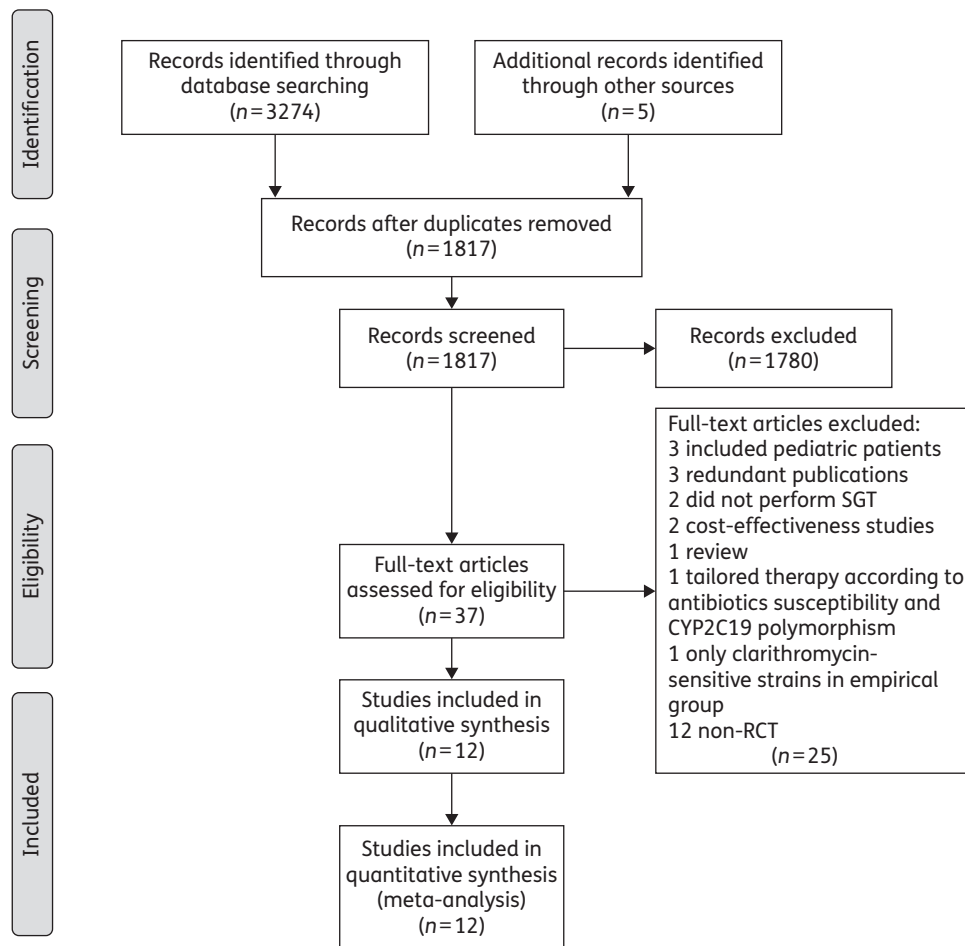 Identification
Records identified through
database searching
(n=3274)
Additional records identified
through other sources
(n=5)
Records after duplicates removed
(n=1817)
Screening
Records screened
(n=1817)
Records excluded
(n=1780)
Eligibility
Full-text articles
assessed for eligibility
(n=37)
Full-text articles excluded:
3 included pediatric patients
3 redundant publications
2 did not perform SGT
2 cost-effectiveness studies
1 review
1 tailored therapy according to
antibiotics susceptibility and
CYP2C19 polymorphism
1 only clarithromycin-
sensitive strains in empirical
group
12 non-RCT
(n=25)
Included
Studies included in
qualitative synthesis
(n=12)
Studies included in
quantitative synthesis
(meta-analysis)
(n=12)